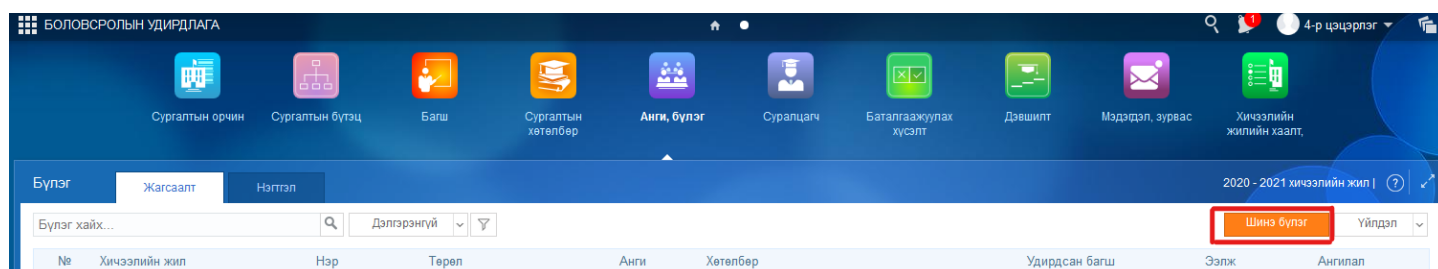 БОЛОВСРОЛЫН УДИРДЛАГА
1
4-р цэцэрлэг
Сургалтын орчин
Сургалтын бүтэц
Багш
Сургалтын хөтөлбөр
Анги, бүлэг
Суралцагч
Баталгаажуулах хүсэлт
Дэвшилт
Мэдэгдэл, зурвас
Хичээлийн жилийн хаалт,
Бүлэг
Жагсаалт
Нэгтгэл
2020 - 2021 хичээлийн жил | ?
Бүлэг хайх...
Дэлгэрэнгүй
Шинэ бүлэг
Үйлдэл
№ Хичээлийн жил Нэр Төрөл Анги Хөтөлбөр Удирдсан багш Ээлж Ангилал